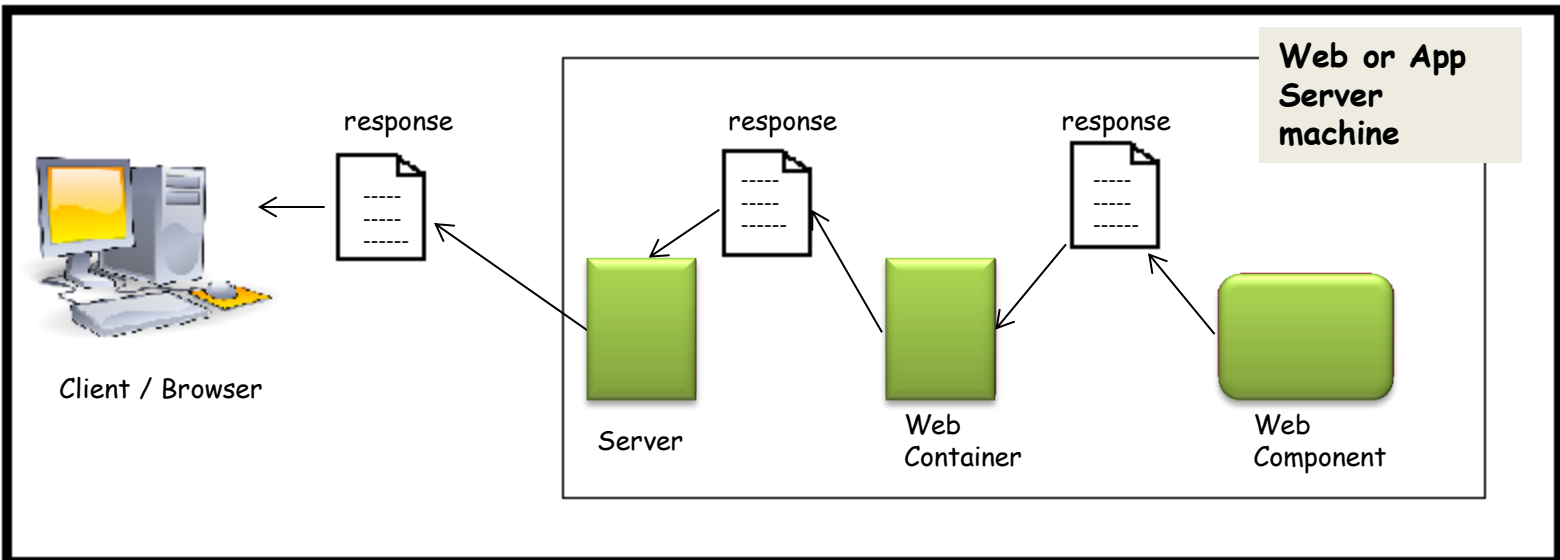 Web or App
Server
machine
response
response
response
-----
-----
------
-----
-----
------
-----
-----
------
Client / Browser
Server
Web
Container
Web
Component